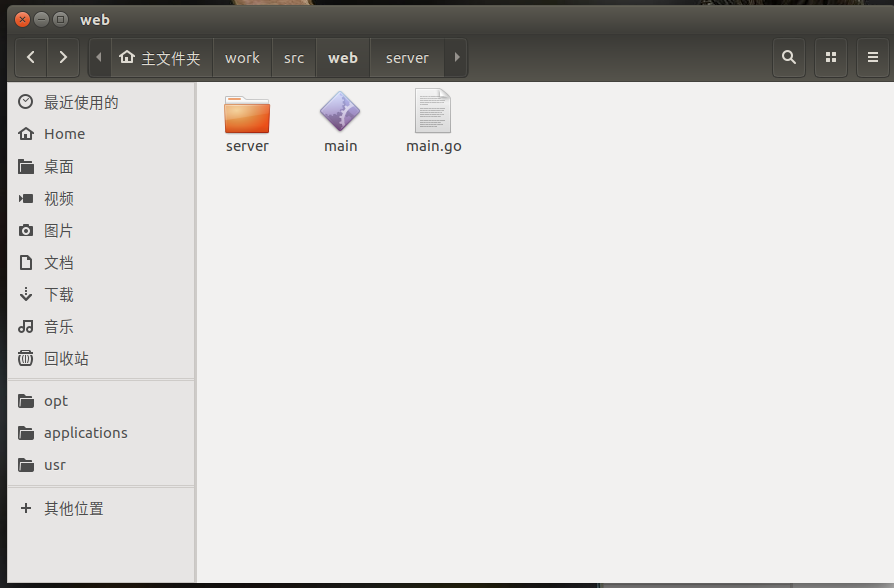 web
主文件夹 work src web server
最近使用的
Home
桌面
视频
图片
文档
下载
音乐
回收站
opt
applications
usr
其他位置
server main main.go